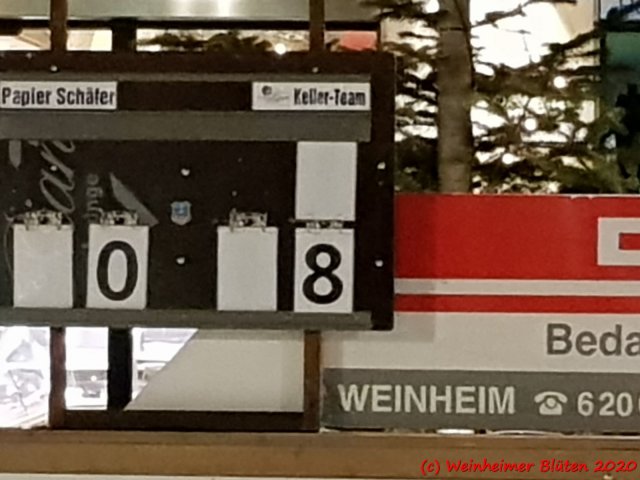 Papier Schäfer
Keller-Team
0 8
Beda
WEINHEIM ☎ 620
(c) Weinheimer Blüten 2020